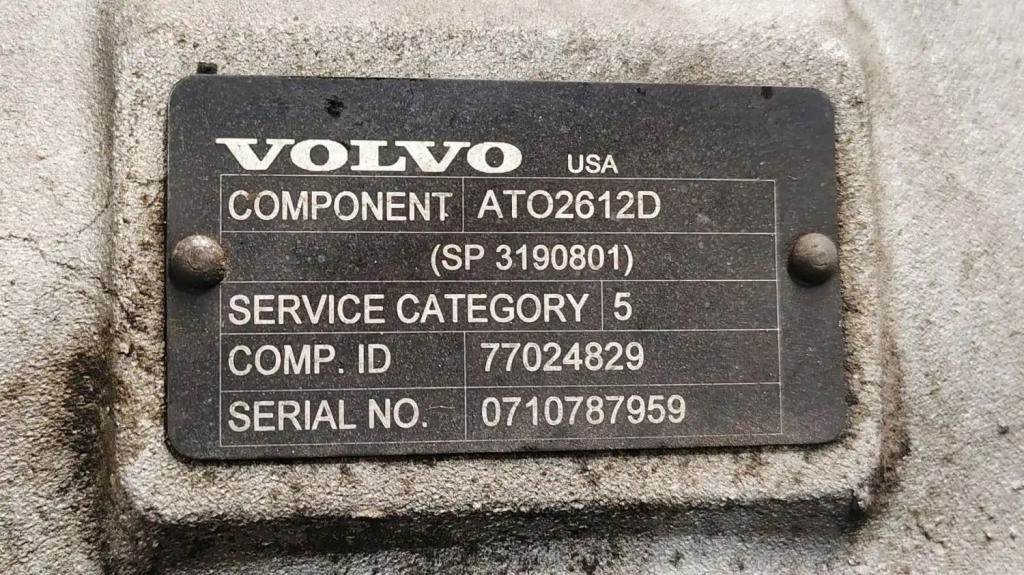 VOLVO USA
COMPONENT ATO2612D
(SP 3190801)
SERVICE CATEGORY 5
COMP. ID 77024829
SERIAL NO. 0710787959